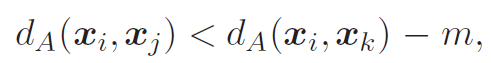 d_A(x_i, x_j) < d_A(x_i, x_k) − m,